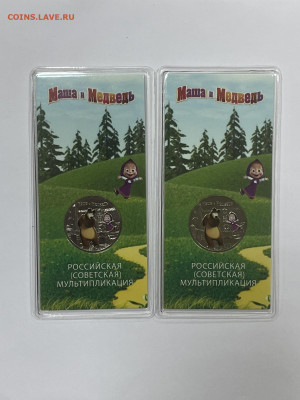 COINS.LAVE.RU
Маша и Медведь
РОССИЙСКАЯ
(СОВЕТСКАЯ)
МУЛЬТИПЛИКАЦИЯ
Маша и Медведь
РОССИЙСКАЯ
(СОВЕТСКАЯ)
МУЛЬТИПЛИКАЦИЯ